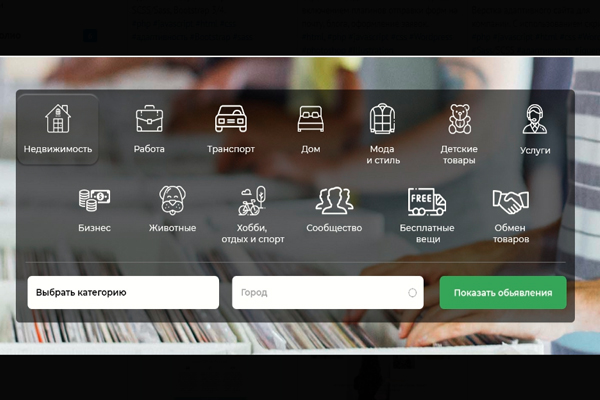 Недвижимость
Работа
Транспорт
Дом
Мода
и стиль
Детские
товары
Услуги
Бизнес
Животные
Хобби,
отдых и спорт
Сообщество
FREE
Бесплатные
вещи
Обмен
товаров
Выбрать категорию
Город
Показать обьявления